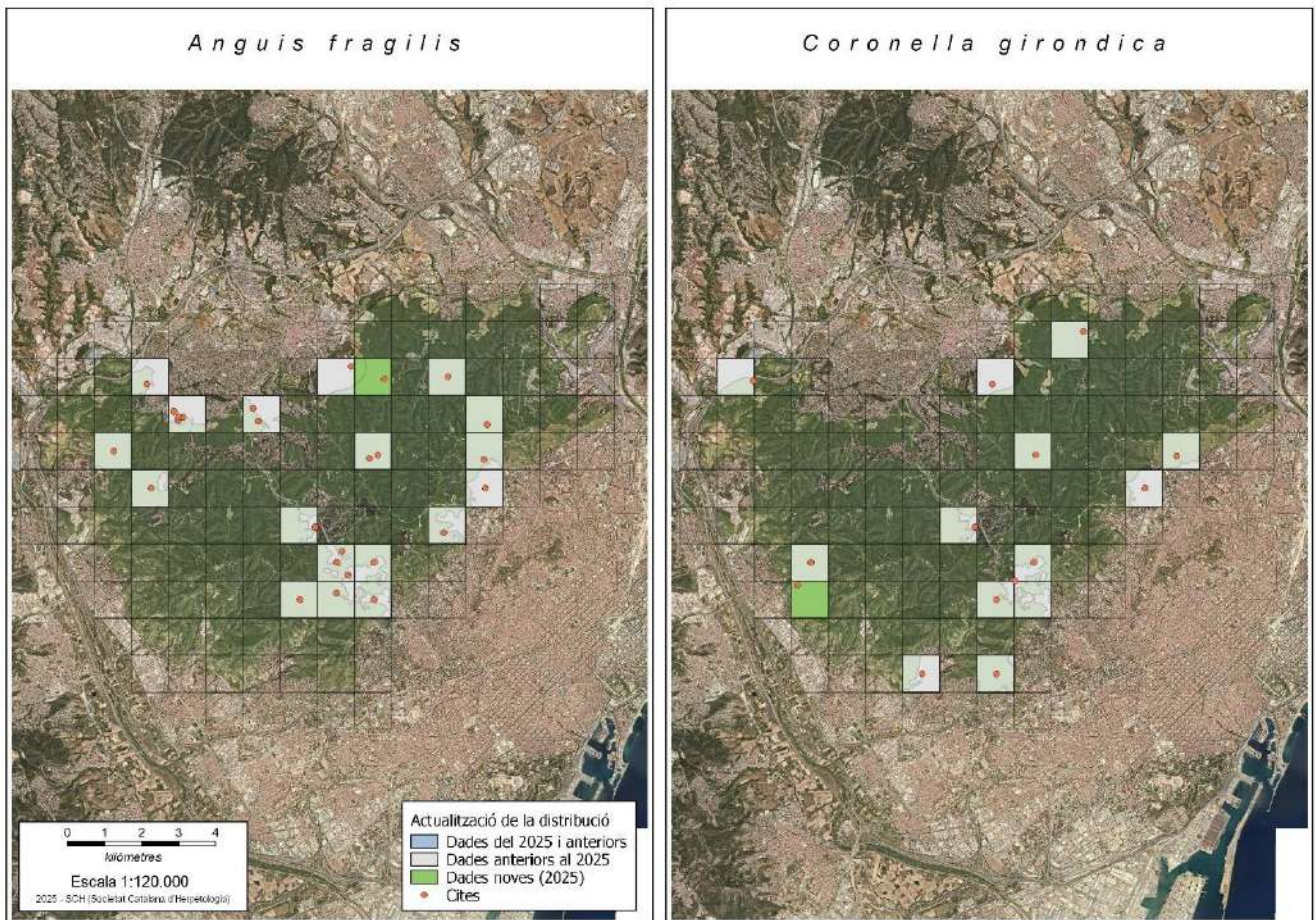 Anguis fragilis
Coronella girondica
0 1 2 3 4
kilómetres
Escala 1:120.000
2025 - SCH (Societat Catalana d'Herpetologia)
Actualització de la distribució
Dades del 2025 i anteriors
Dades anteriors al 2025
Dades noves (2025)
Cites